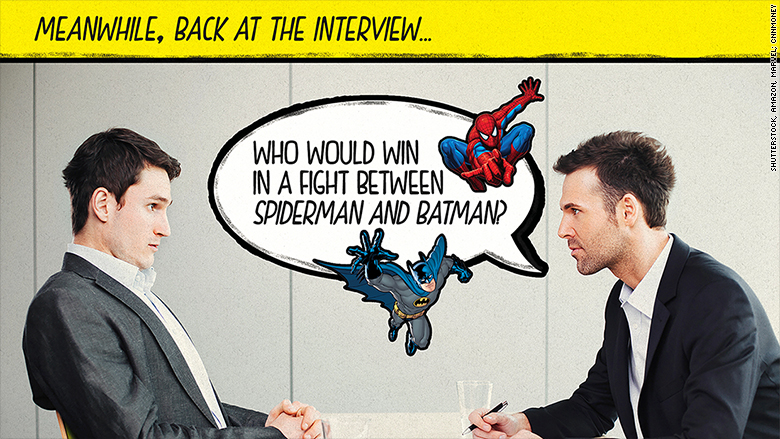 MEANWHILE, BACK AT THE INTERVIEW...
WHO WOULD WIN
IN A FIGHT BETWEEN
SPIDERMAN AND BATMAN?
SHUTTERSTOCK, AMAZON, MARVEL, CNNMONEY